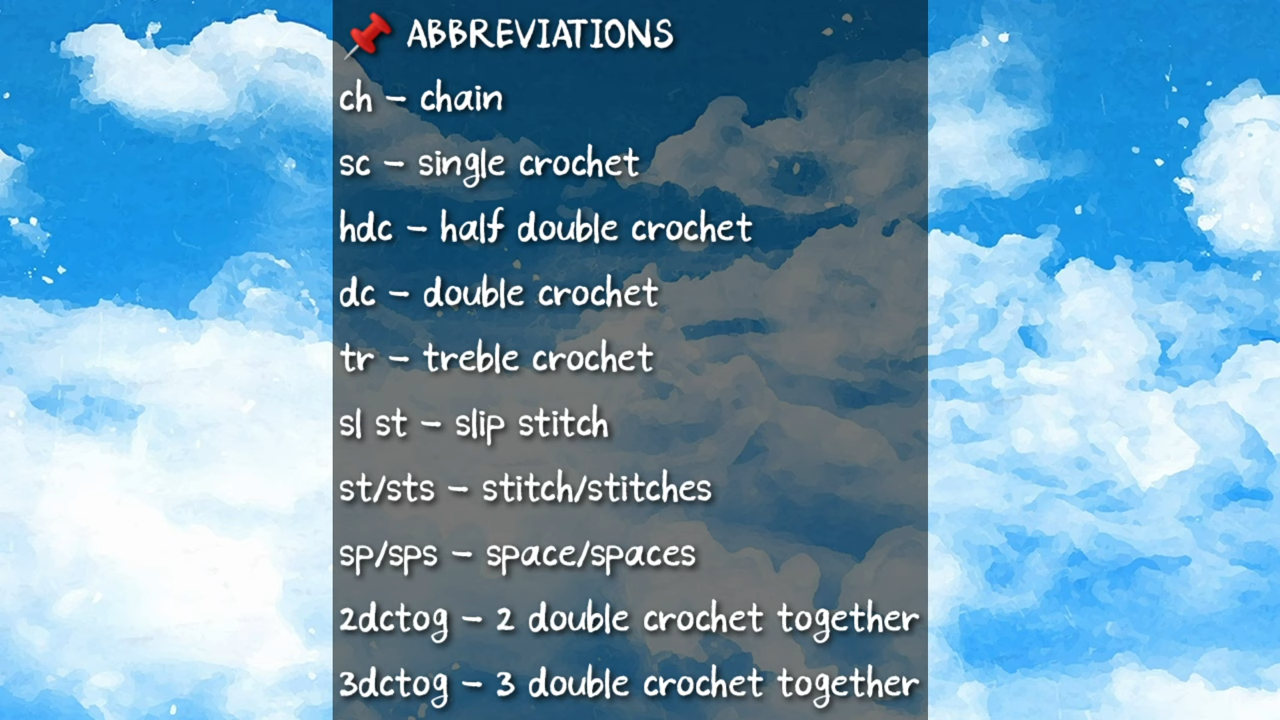 📌 ABBREVIATIONS
ch – chain
sc – single crochet
hdc – half double crochet
dc – double crochet
tr – treble crochet
sl st – slip stitch
st/sts – stitch/stitches
sp/sps – space/spaces
2dctog – 2 double crochet together
3dctog – 3 double crochet together